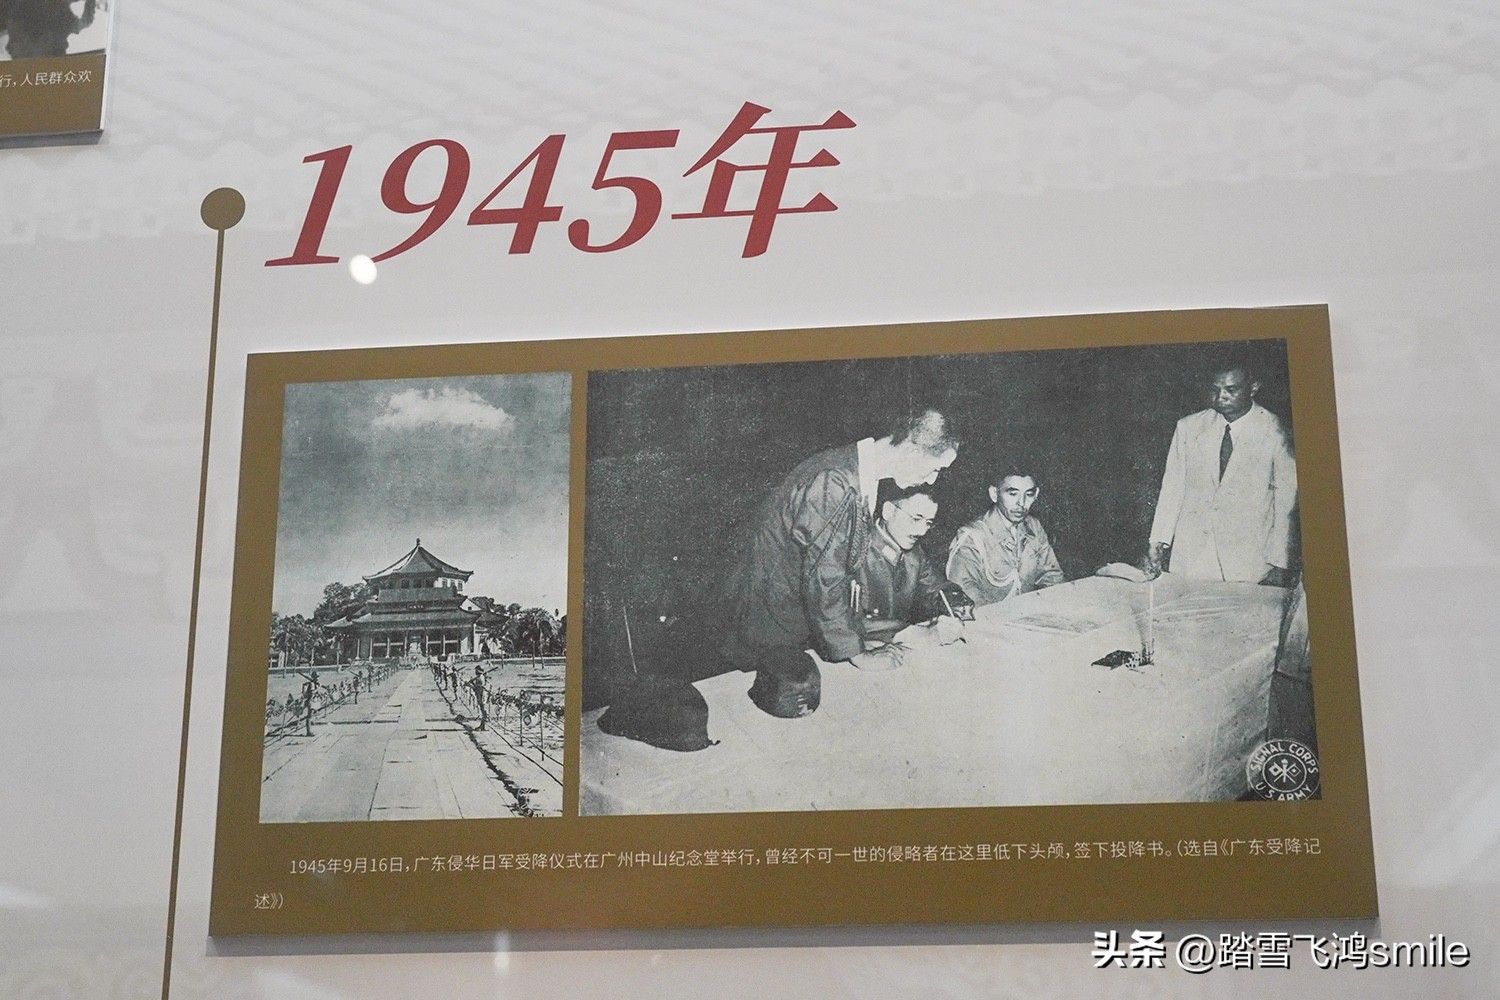 行，人民群众欢
1945年
SIGNAL CORPS
U.S. ARMY
1945年9月16日，广东侵华日军受降仪式在广州中山纪念堂举行，曾经不可一世的侵略者在这里低下头颅，签下投降书。（选自《广东受降记
述》）
头条 @踏雪飞鸿smile